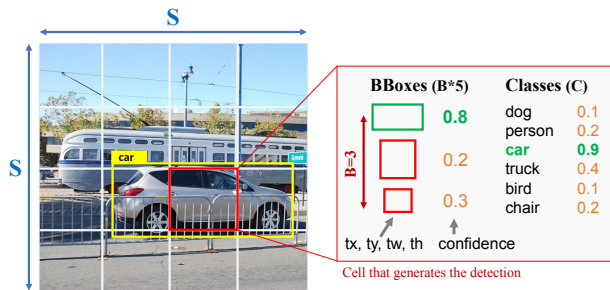 S
S
car
BBoxes (B*5)
Classes (C)
B=3
0.8
0.2
0.3
dog 0.1
person 0.2
car 0.9
truck 0.4
bird 0.1
chair 0.2
tx, ty, tw, th
confidence
Cell that generates the detection